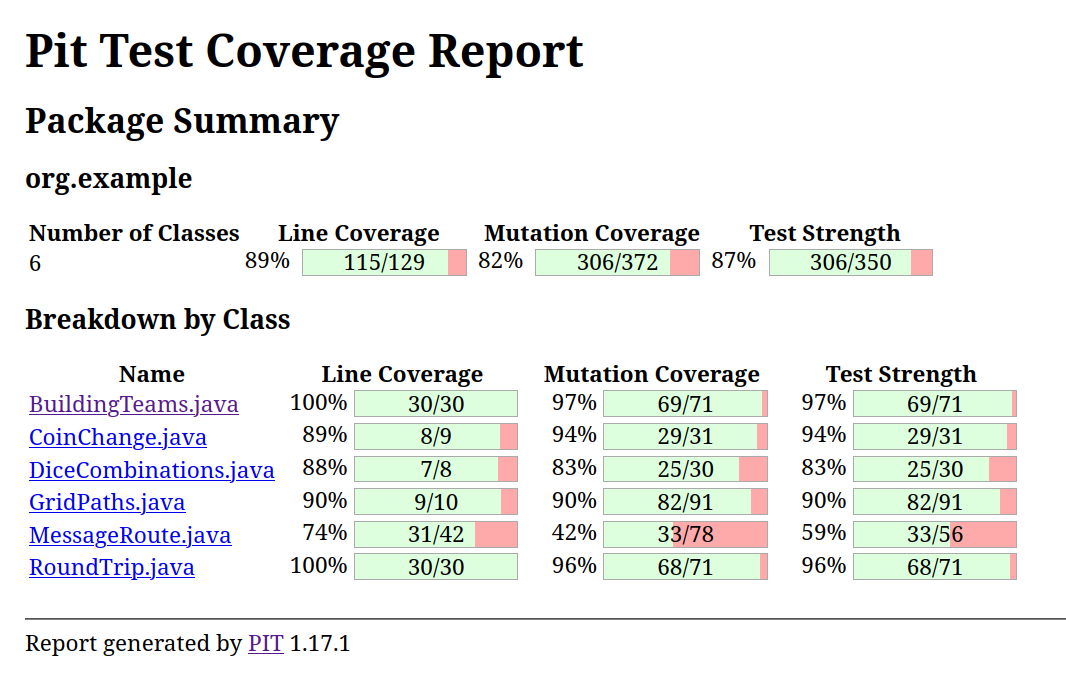 Pit Test Coverage Report
Package Summary
org.example
Number of Classes Line Coverage Mutation Coverage Test Strength
6 89% 115/129 82% 306/372 87% 306/350
Breakdown by Class
Name Line Coverage Mutation Coverage Test Strength
BuildingTeams.java 100% 30/30 97% 69/71 97% 69/71
CoinChange.java 89% 8/9 94% 29/31 94% 29/31
DiceCombinations.java 88% 7/8 83% 25/30 83% 25/30
GridPaths.java 90% 9/10 90% 82/91 90% 82/91
MessageRoute.java 74% 31/42 42% 33/78 59% 33/56
RoundTrip.java 100% 30/30 96% 68/71 96% 68/71
Report generated by PIT 1.17.1